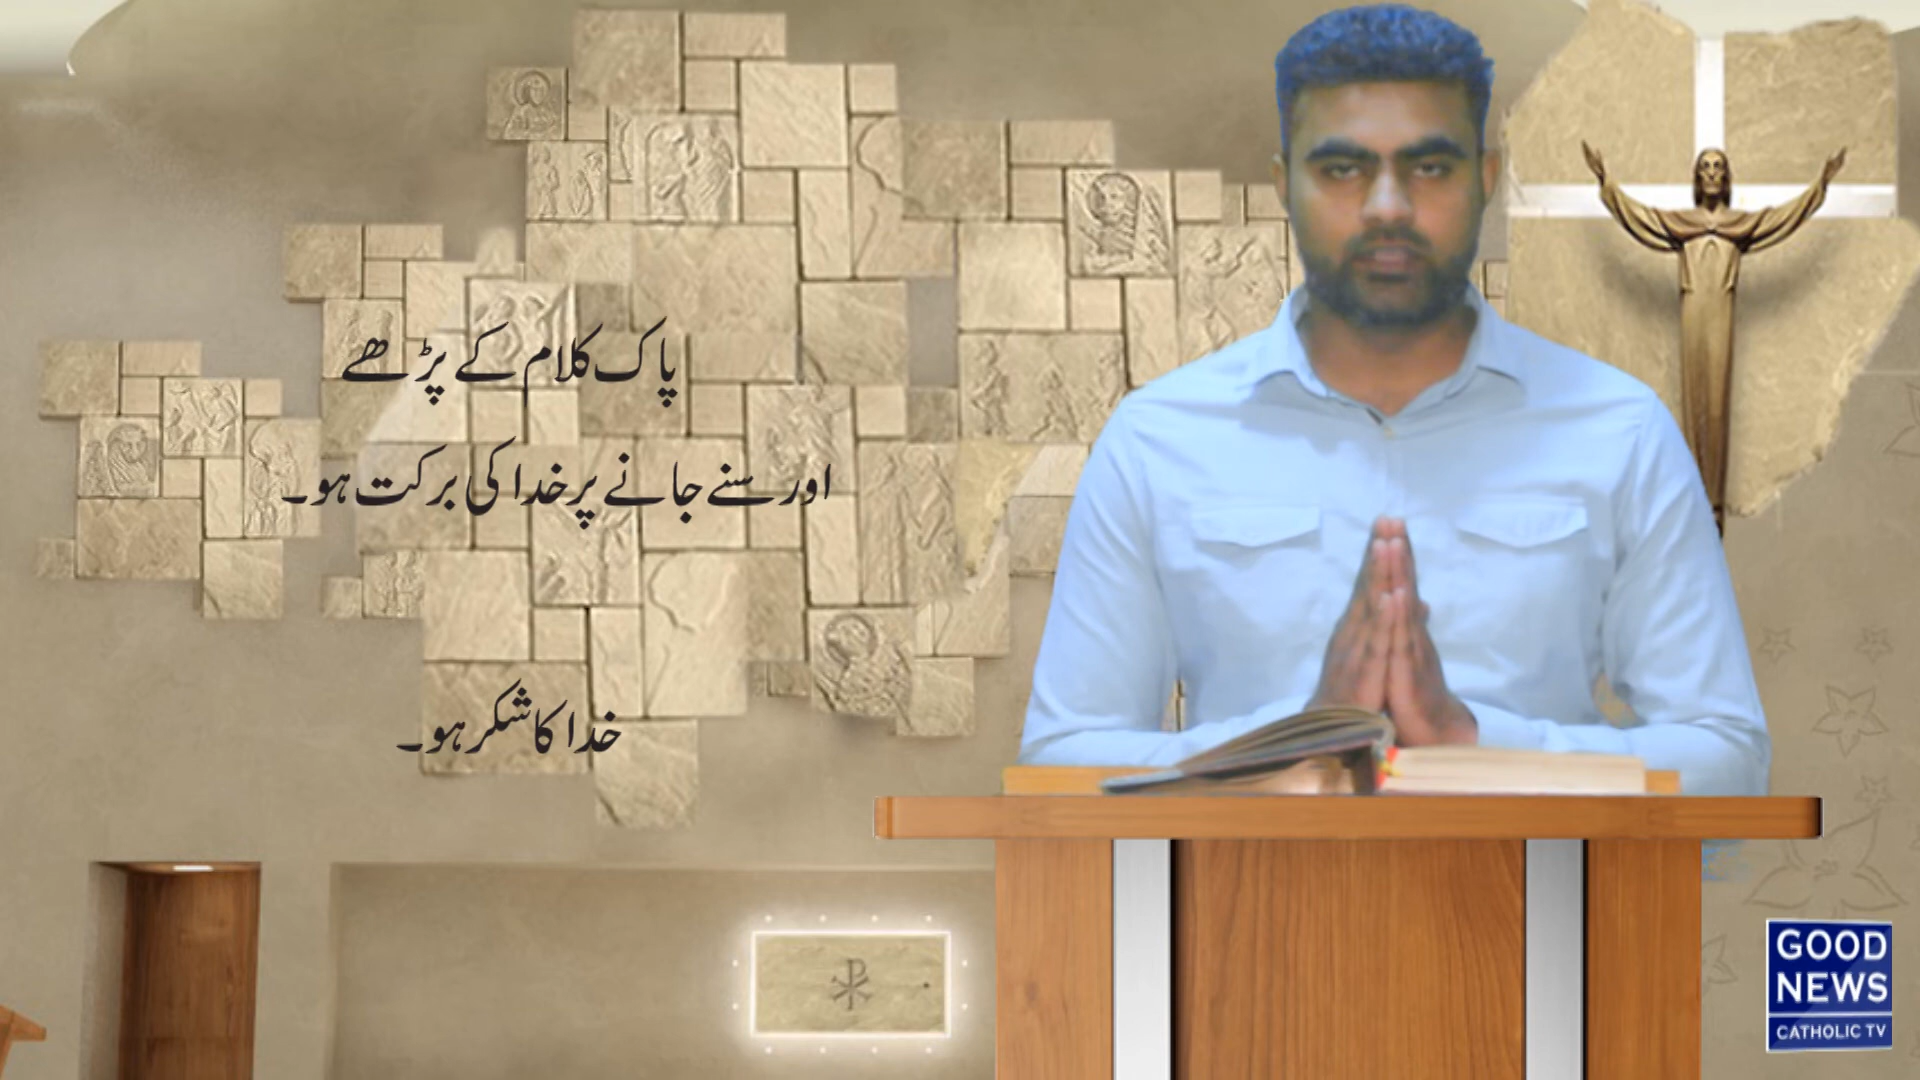 پاک کلام کے پڑھے
اور سنے جانے پر خدا کی برکت ہو۔
خدا کا شکر ہو۔
GOOD
NEWS
CATHOLIC TV